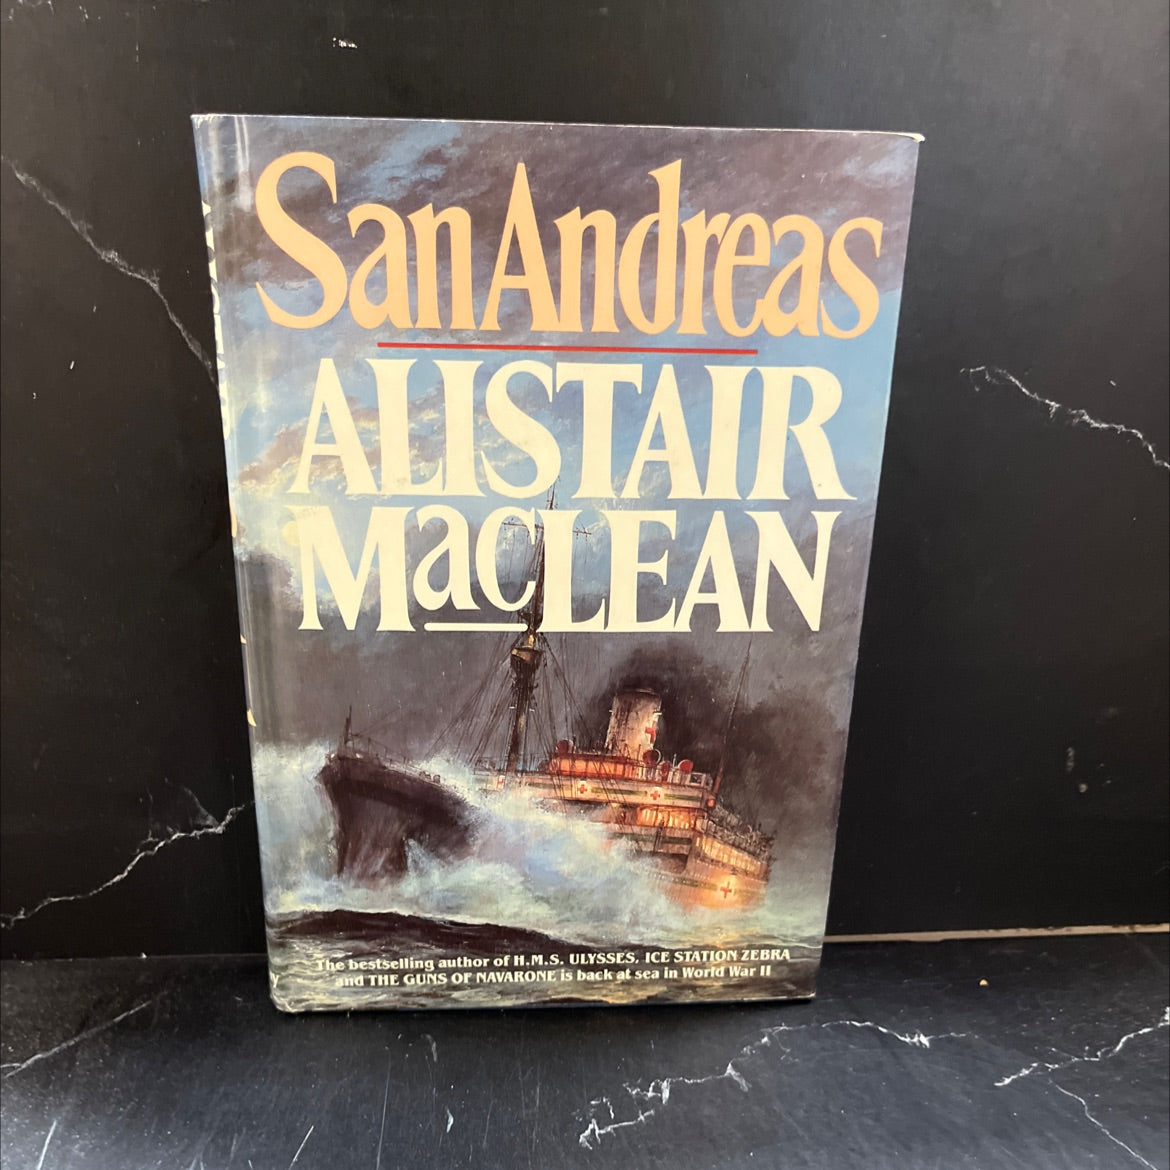 San Andreas
ALISTAIR
MacLEAN
The bestselling author of H.M.S. ULYSSES, ICE STATION ZEBRA
and THE GUNS OF NAVARONE is back at sea in World War II